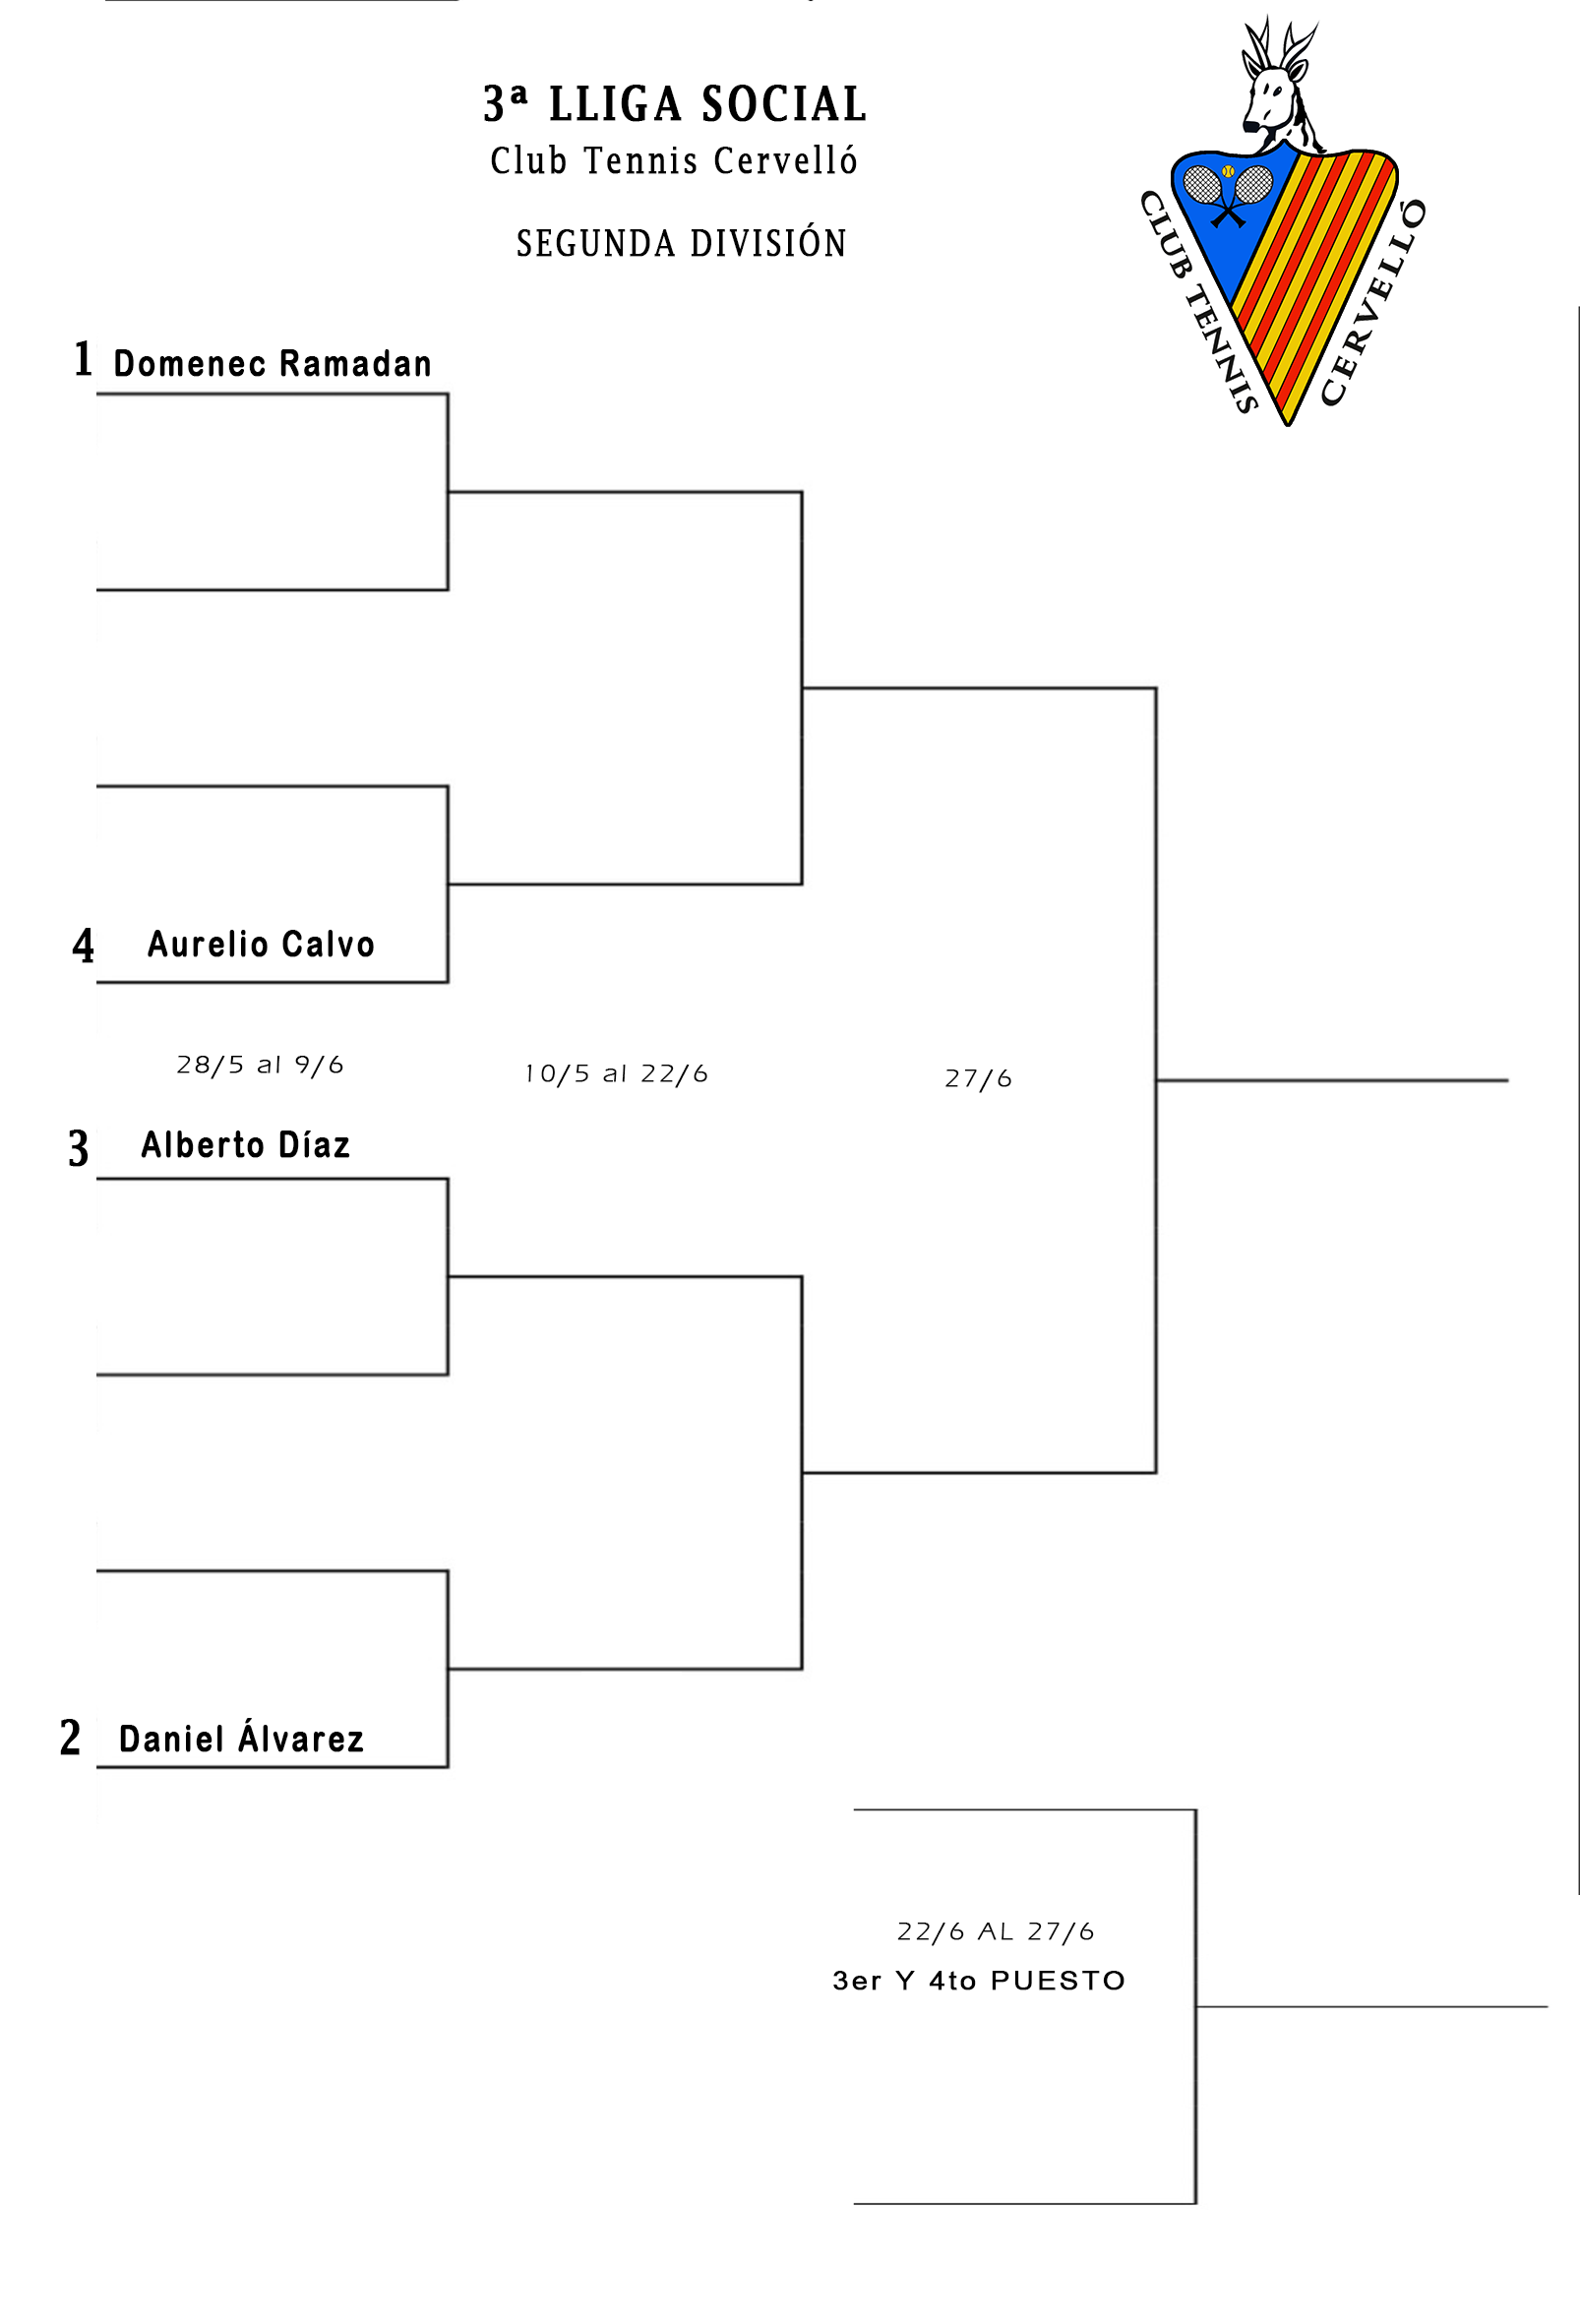 3ª LLIGA SOCIAL
Club Tennis Cervelló
SEGUNDA DIVISIÓN
CLUB TENNIS
CERVELLÓ
1 Domenec Ramadan
4 Aurelio Calvo
28/5 al 9/6
10/5 al 22/6
27/6
3 Alberto Díaz
2 Daniel Álvarez
22/6 AL 27/6
3er Y 4to PUESTO